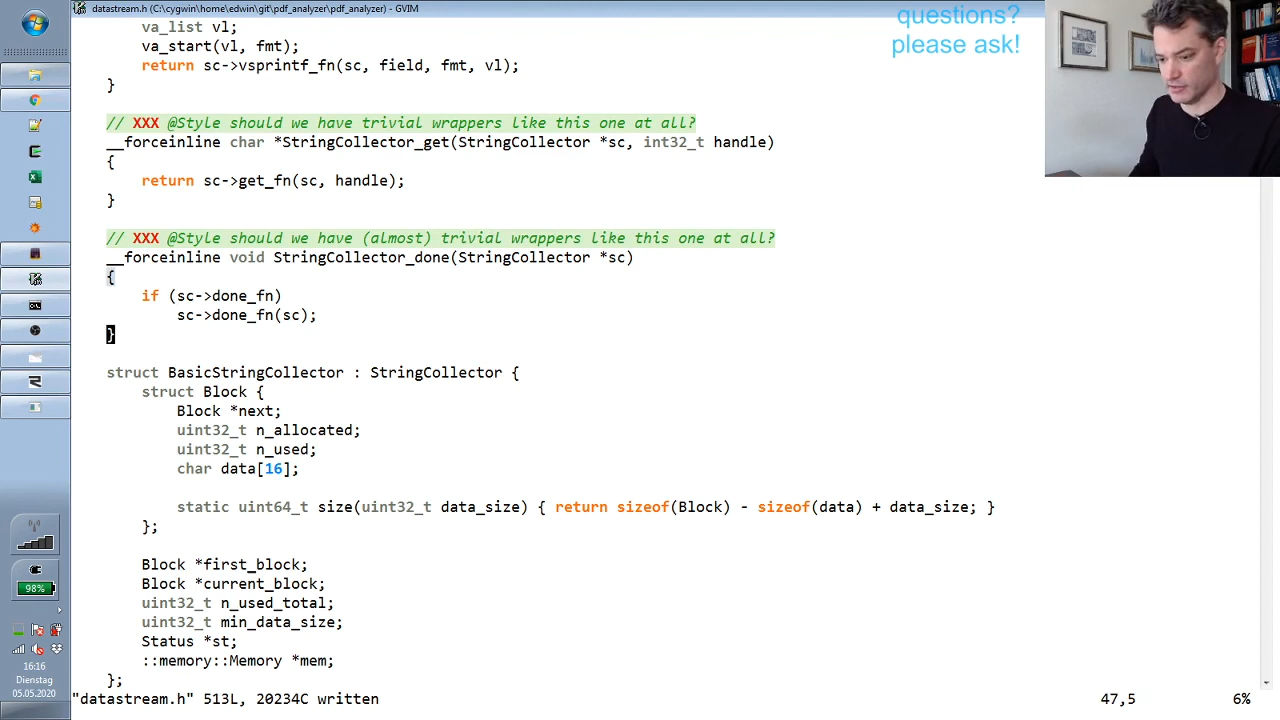 datastream.h (C:\cygwin\home\edwin\git\pdf_analyzer\pdf_analyzer) - GVIM
va_list vl;
va_start(vl, fmt);
return sc->vsprintf_fn(sc, field, fmt, vl);
}
// XXX @Style should we have trivial wrappers like this one at all?
__forceinline char *StringCollector_get(StringCollector *sc, int32_t handle)
{
return sc->get_fn(sc, handle);
}
// XXX @Style should we have (almost) trivial wrappers like this one at all?
__forceinline void StringCollector_done(StringCollector *sc)
{
if (sc->done_fn)
sc->done_fn(sc);
}
struct BasicStringCollector : StringCollector {
struct Block {
Block *next;
uint32_t n_allocated;
uint32_t n_used;
char data[16];
static uint64_t size(uint32_t data_size) { return sizeof(Block) - sizeof(data) + data_size; }
};
Block *first_block;
Block *current_block;
uint32_t n_used_total;
uint32_t min_data_size;
Status *st;
::memory::Memory *mem;
};
"datastream.h" 513L, 20234C written
47,5
6%
questions?
please ask!
98%
16:16
Dienstag
05.05.2020